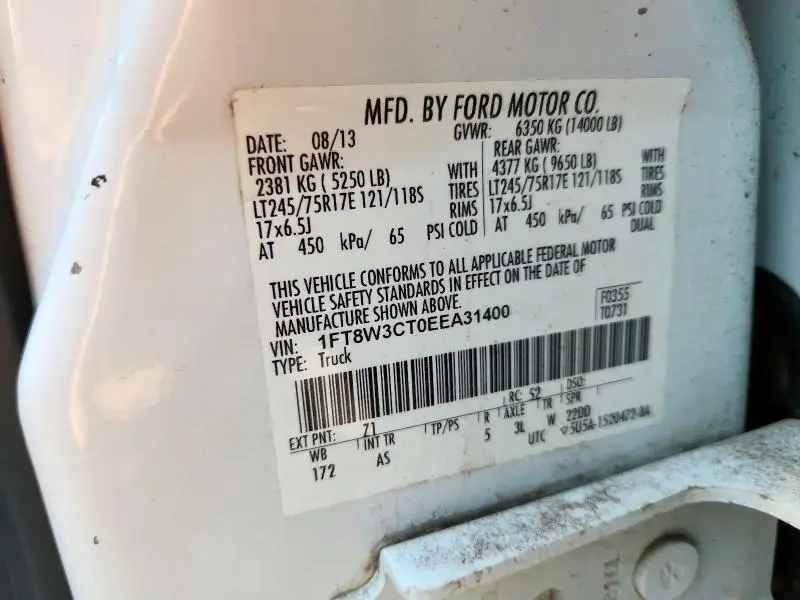 MFD. BY FORD MOTOR CO.
DATE: 08/13 GVWR: 6350 KG (14000 LB)
FRONT GAWR: REAR GAWR:
2381 KG ( 5250 LB) WITH 4377 KG ( 9650 LB) WITH
LT245/75R17E 121/118S TIRES LT245/75R17E 121/118S TIRES
17x6.5J RIMS 17x6.5J RIMS
AT 450 kPa/ 65 PSI COLD AT 450 kPa/ 65 PSI COLD
DUAL
THIS VEHICLE CONFORMS TO ALL APPLICABLE FEDERAL MOTOR
VEHICLE SAFETY STANDARDS IN EFFECT ON THE DATE OF
MANUFACTURE SHOWN ABOVE.
F0355
T0731
VIN: 1FT8W3CT0EEA31400
TYPE: Truck
RC: 52 DSO:
EXT PNT: Z1
WB INT TR TP/PS R AXLE TR SPR
172 AS 5 3L W 22DD
UTC 5U5A-1520472-BA